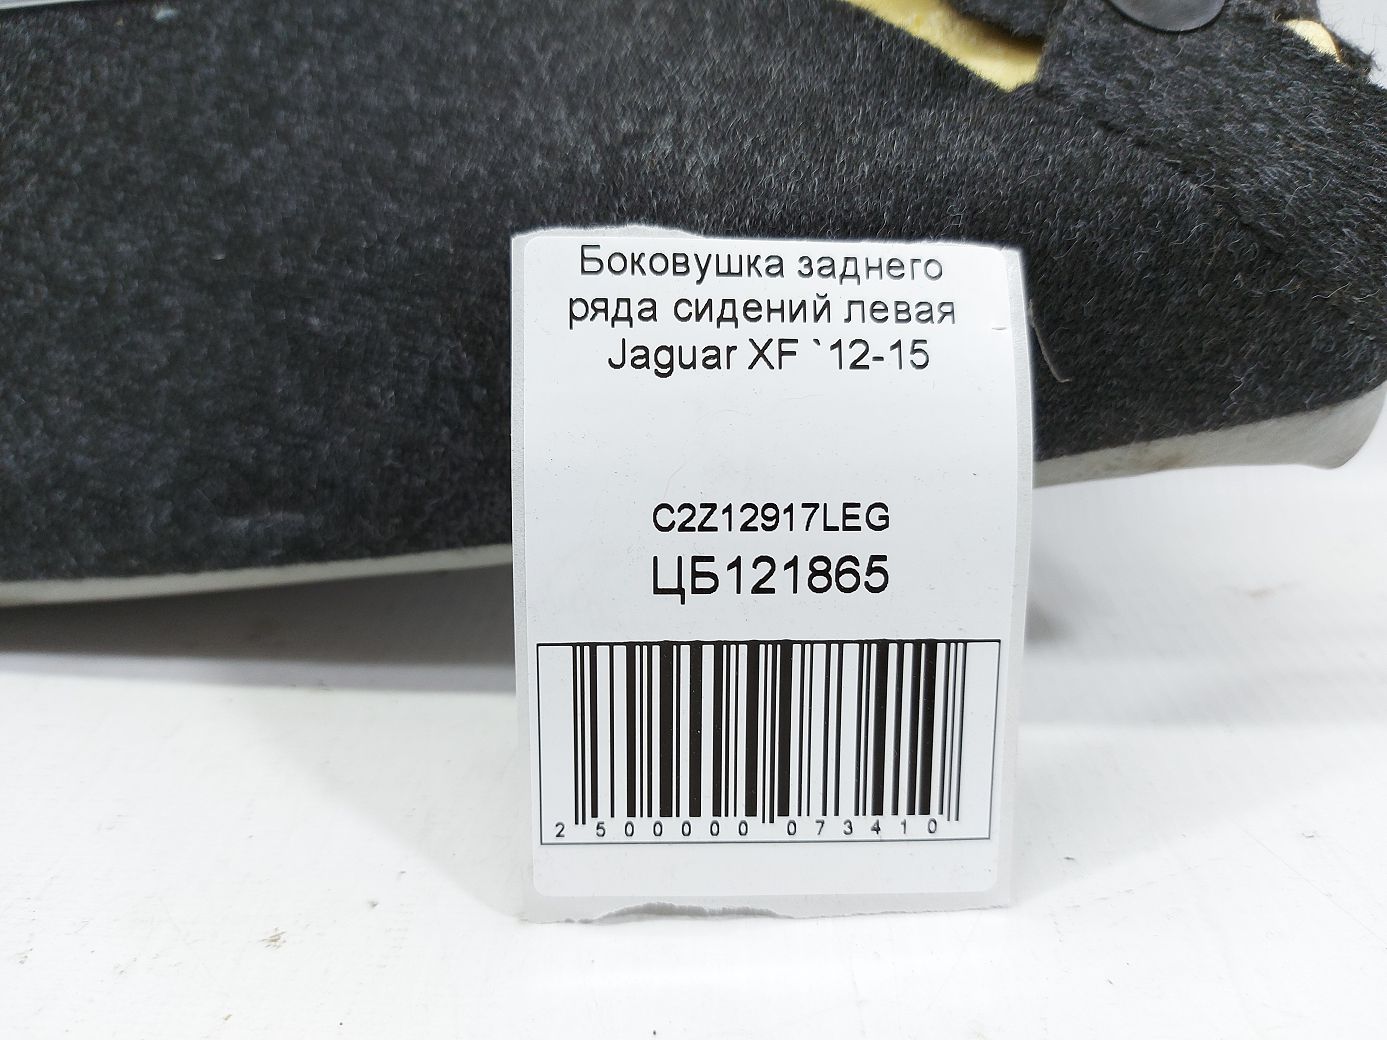 Боковушка заднего
ряда сидений левая
Jaguar XF `12-15
C2Z12917LEG
ЦБ121865
2 500000 073410